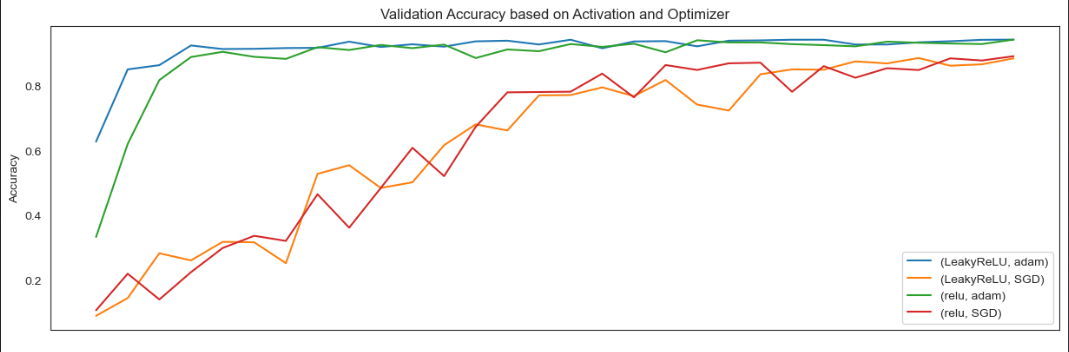 Validation Accuracy based on Activation and Optimizer
Accuracy
0.8
0.6
0.4
0.2
(LeakyReLU, adam)
(LeakyReLU, SGD)
(relu, adam)
(relu, SGD)